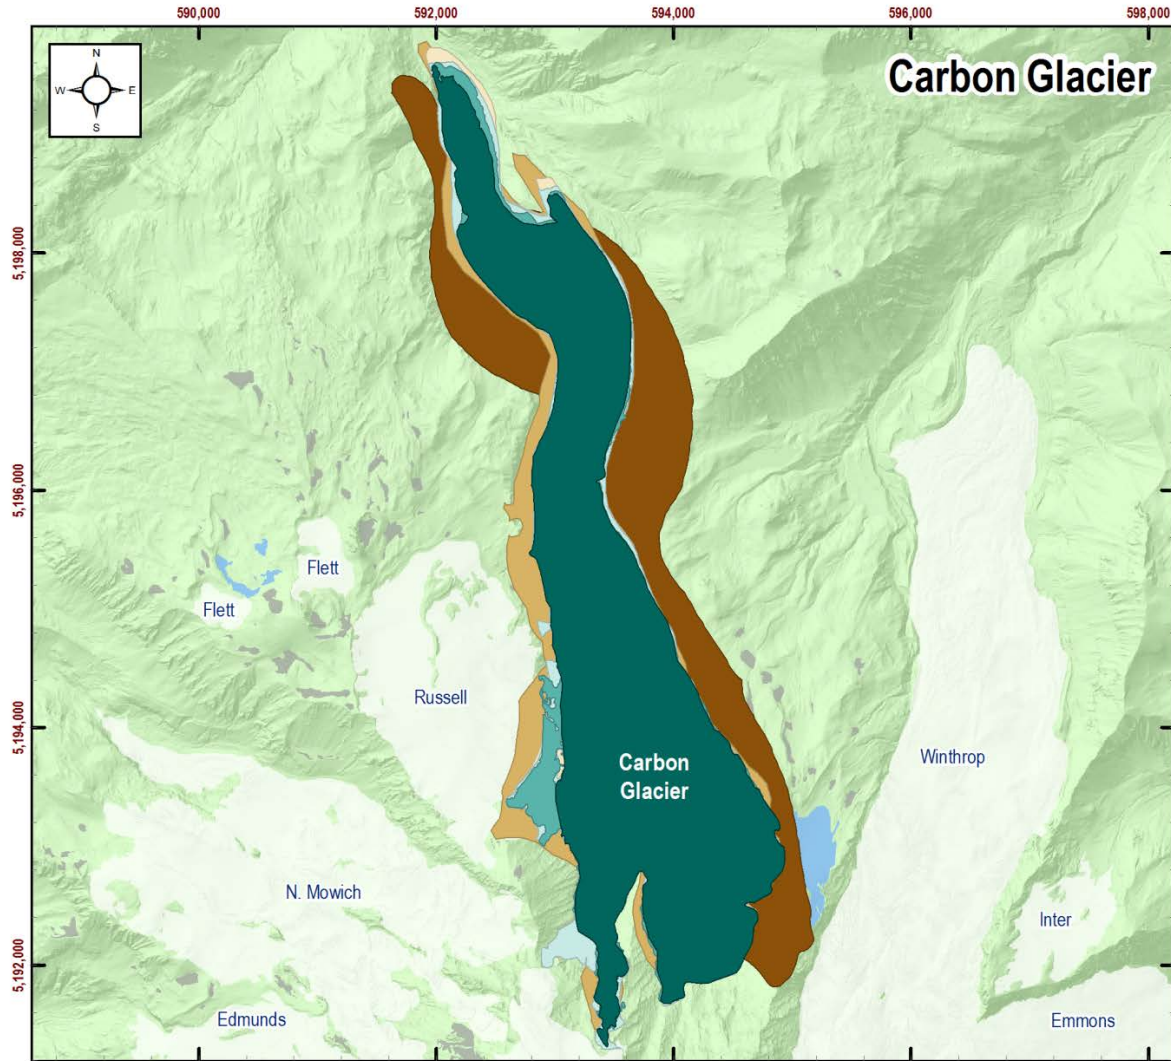 590,000
592,000
594,000
596,000
598,000
N
W
E
S
Carbon Glacier
5,198,000
5,196,000
5,194,000
5,192,000
Flett
Flett
Russell
Carbon
Glacier
Winthrop
N. Mowich
Inter
Edmunds
Emmons